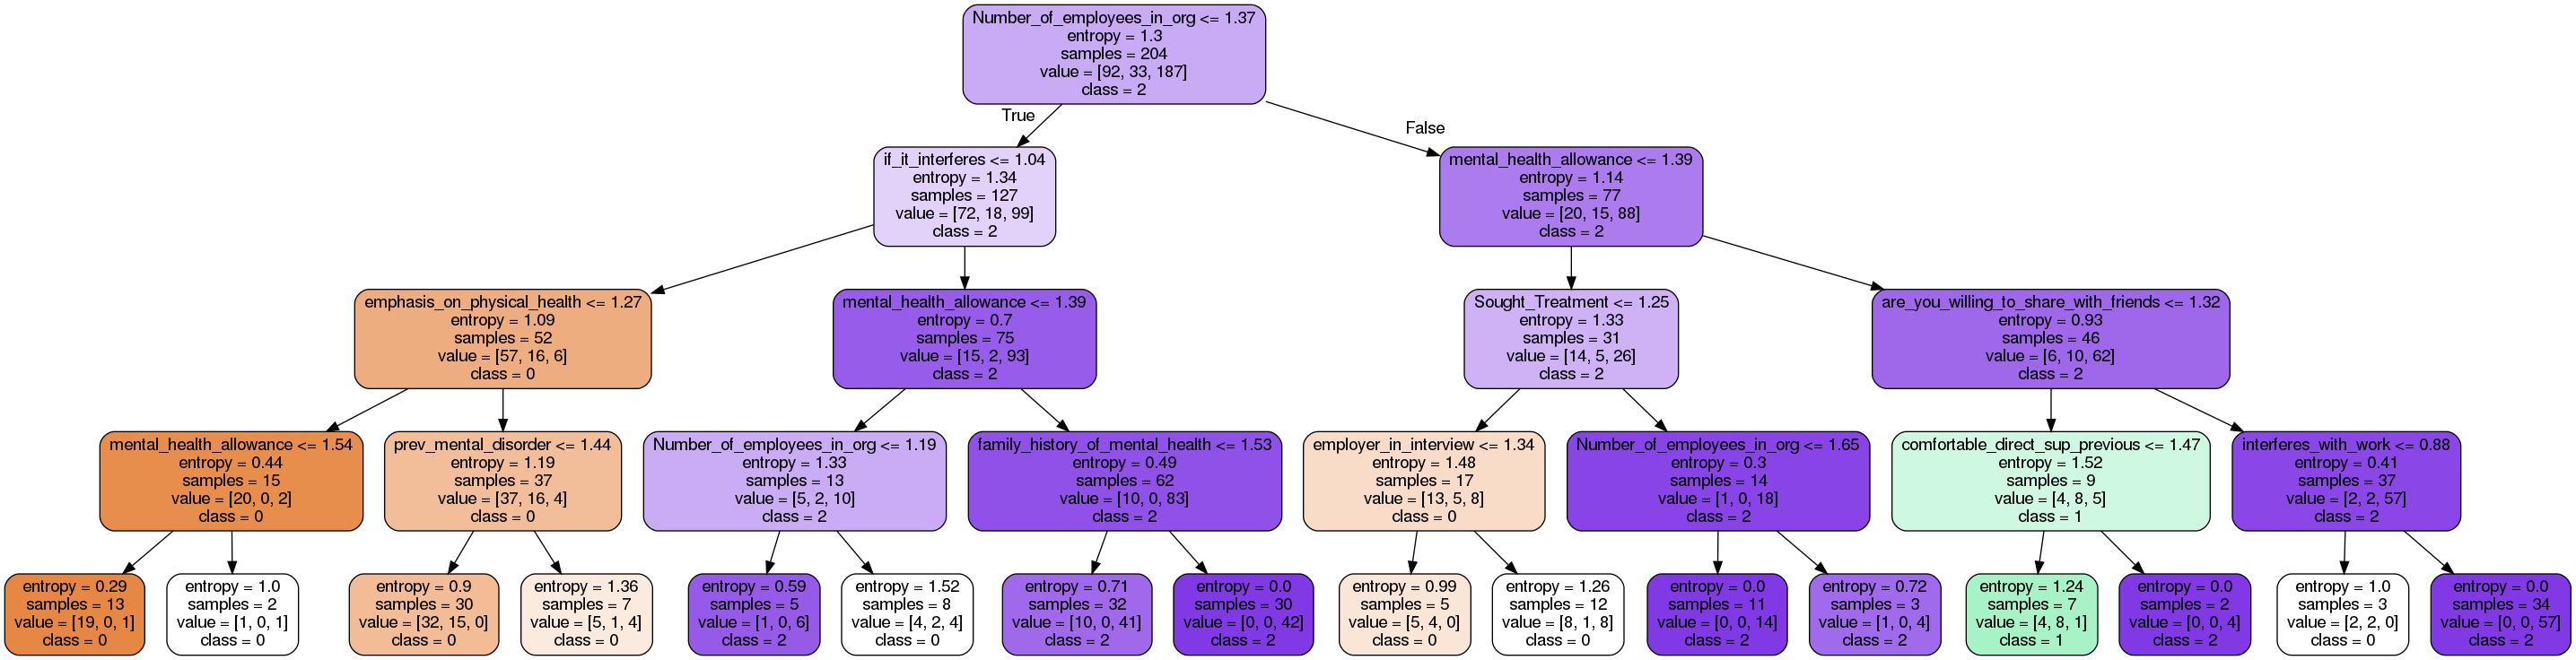 Number_of_employees_in_org <= 1.37
entropy = 1.3
samples = 204
value = [92, 33, 187]
class = 2
True
False
if_it_interferes <= 1.04
entropy = 1.34
samples = 127
value = [72, 18, 99]
class = 2
mental_health_allowance <= 1.39
entropy = 1.14
samples = 77
value = [20, 15, 88]
class = 2
emphasis_on_physical_health <= 1.27
entropy = 1.09
samples = 52
value = [57, 16, 6]
class = 0
mental_health_allowance <= 1.39
entropy = 0.7
samples = 75
value = [15, 2, 93]
class = 2
Sought_Treatment <= 1.25
entropy = 1.33
samples = 31
value = [14, 5, 26]
class = 2
are_you_willing_to_share_with_friends <= 1.32
entropy = 0.93
samples = 46
value = [6, 10, 62]
class = 2
mental_health_allowance <= 1.54
entropy = 0.44
samples = 15
value = [20, 0, 2]
class = 0
prev_mental_disorder <= 1.44
entropy = 1.19
samples = 37
value = [37, 16, 4]
class = 0
Number_of_employees_in_org <= 1.19
entropy = 1.33
samples = 13
value = [5, 2, 10]
class = 2
family_history_of_mental_health <= 1.53
entropy = 0.49
samples = 62
value = [10, 0, 83]
class = 2
employer_in_interview <= 1.34
entropy = 1.48
samples = 17
value = [13, 5, 8]
class = 0
Number_of_employees_in_org <= 1.65
entropy = 0.3
samples = 14
value = [1, 0, 18]
class = 2
comfortable_direct_sup_previous <= 1.47
entropy = 1.52
samples = 9
value = [4, 8, 5]
class = 1
interferes_with_work <= 0.88
entropy = 0.41
samples = 37
value = [2, 2, 57]
class = 2
entropy = 0.29
samples = 13
value = [19, 0, 1]
class = 0
entropy = 1.0
samples = 2
value = [1, 0, 1]
class = 0
entropy = 0.9
samples = 30
value = [32, 15, 0]
class = 0
entropy = 1.36
samples = 7
value = [5, 1, 4]
class = 0
entropy = 0.59
samples = 5
value = [1, 0, 6]
class = 2
entropy = 1.52
samples = 8
value = [4, 2, 4]
class = 0
entropy = 0.71
samples = 32
value = [10, 0, 41]
class = 2
entropy = 0.0
samples = 30
value = [0, 0, 42]
class = 2
entropy = 0.99
samples = 5
value = [5, 4, 0]
class = 0
entropy = 1.26
samples = 12
value = [8, 1, 8]
class = 0
entropy = 0.0
samples = 11
value = [0, 0, 14]
class = 2
entropy = 0.72
samples = 3
value = [1, 0, 4]
class = 2
entropy = 1.24
samples = 7
value = [4, 8, 1]
class = 1
entropy = 0.0
samples = 2
value = [0, 0, 4]
class = 2
entropy = 1.0
samples = 3
value = [2, 2, 0]
class = 0
entropy = 0.0
samples = 34
value = [0, 0, 57]
class = 2